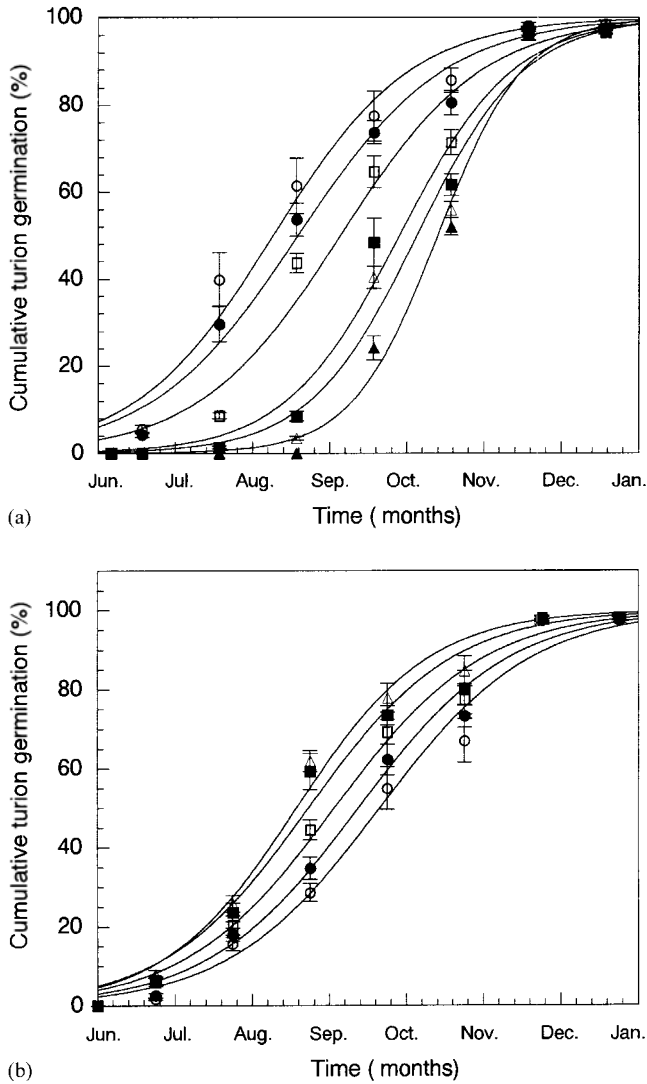 100
80
60
40
20
0
Cumulative turion germination (%)
Jun. Jul. Aug. Sep. Oct. Nov. Dec. Jan.
(a)
Time ( months)
100
80
60
40
20
0
Cumulative turion germination (%)
Jun. Jul. Aug. Sep. Oct. Nov. Dec. Jan.
(b)
Time ( months)